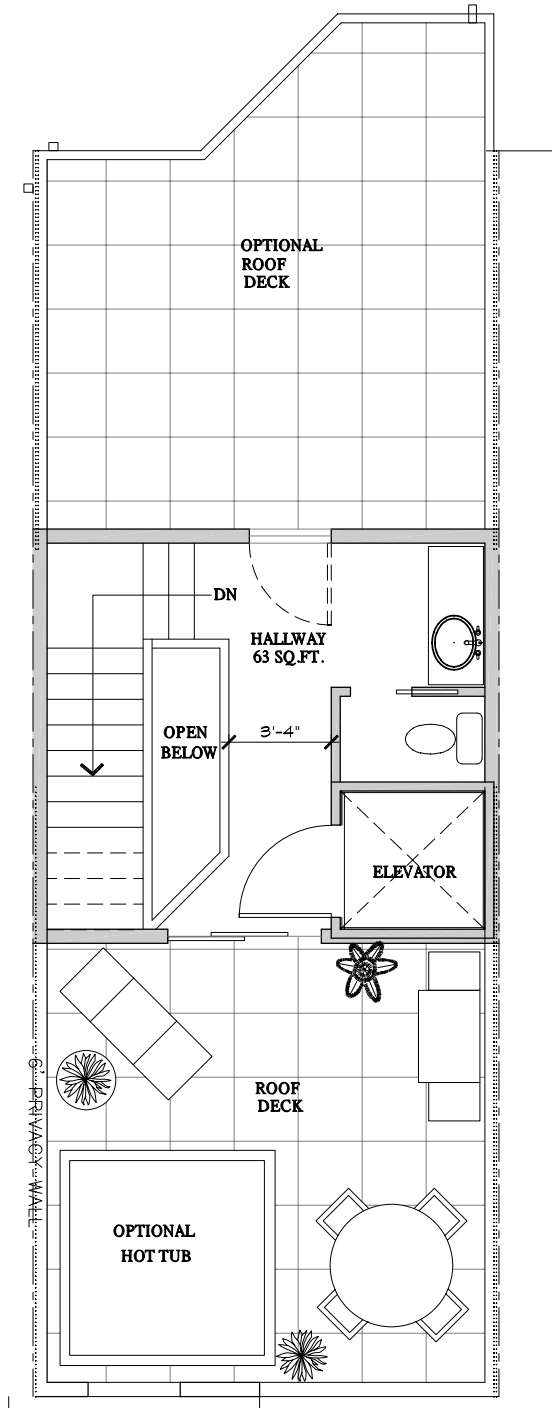 OPTIONAL
ROOF
DECK
DN
HALLWAY
63 SQ.FT.
OPEN
BELOW
3'-4"
ELEVATOR
ROOF
DECK
6' PRIVACY WALL
OPTIONAL
HOT TUB